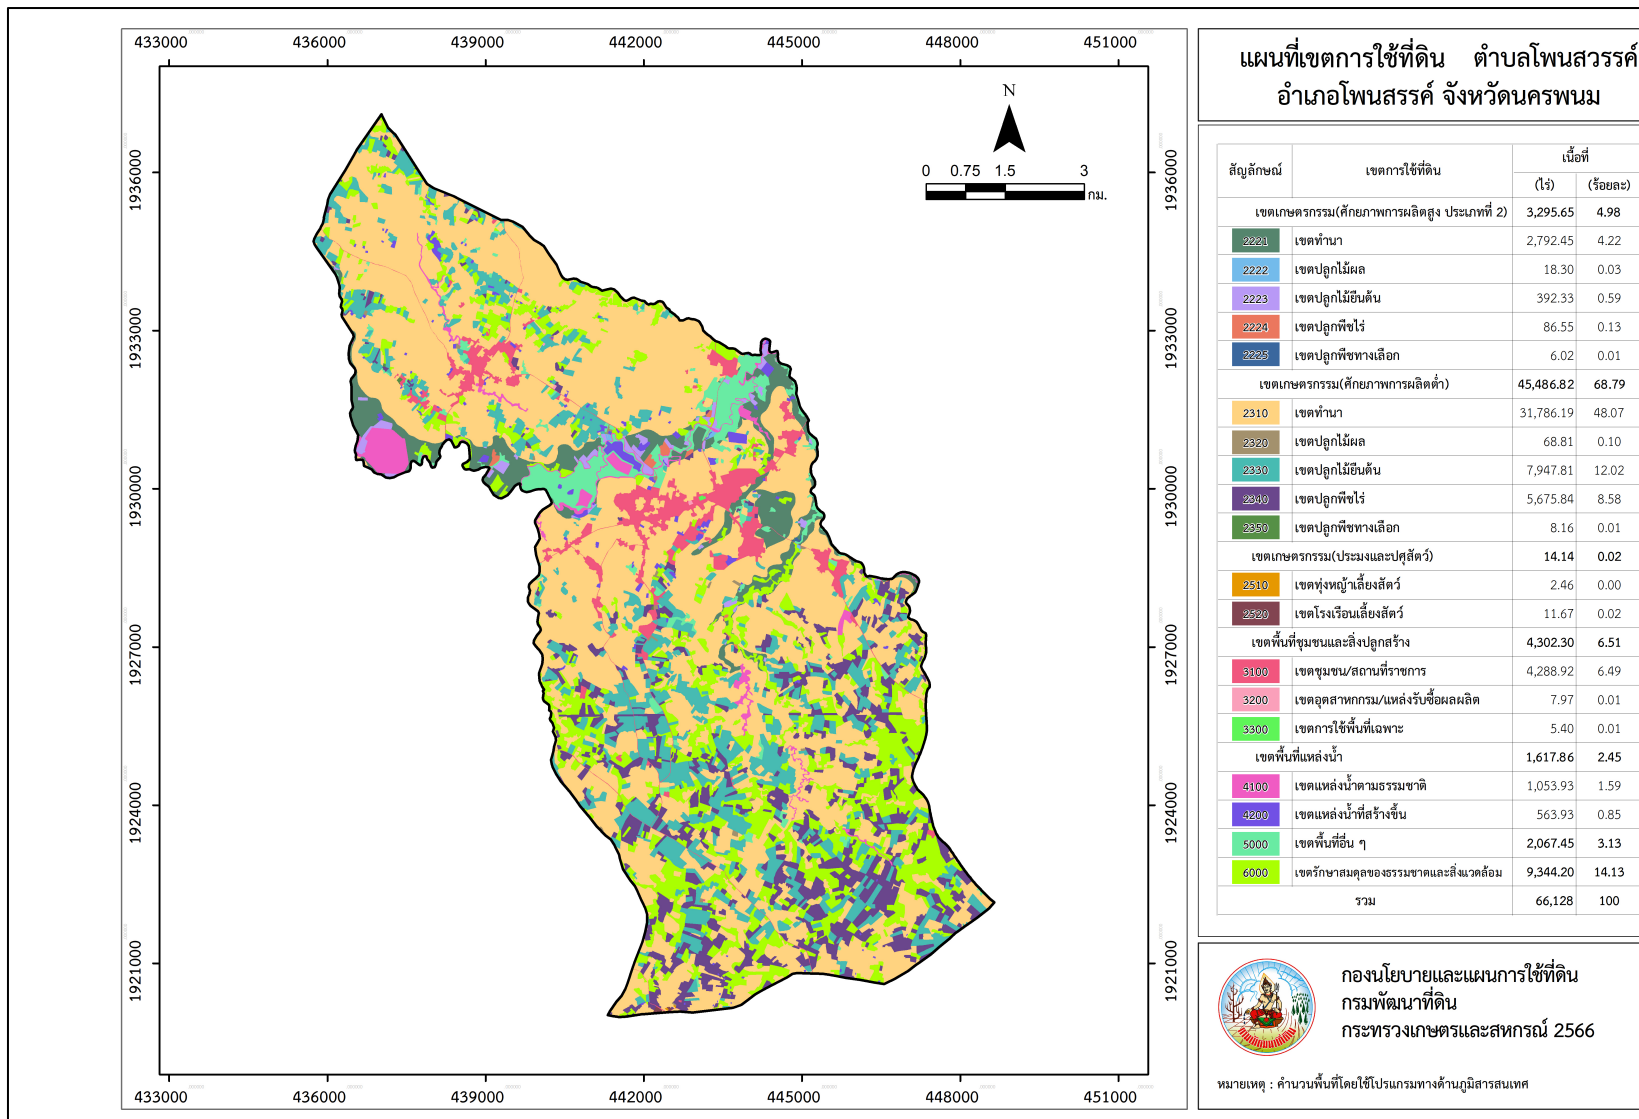 433000 436000 439000 442000 445000 448000 451000
1936000 1936000
1933000 1933000
1930000 1930000
1927000 1927000
1924000 1924000
1921000 1921000
433000 436000 439000 442000 445000 448000 451000
N
0 0.75 1.5 3
กม.
แผนที่เขตการใช้ที่ดิน ตำบลโพนสวรรค์
อำเภอโพนสรรค์ จังหวัดนครพนม
สัญลักษณ์ เขตการใช้ที่ดิน เนื้อที่
(ไร่) (ร้อยละ)
เขตเกษตรกรรม(ศักยภาพการผลิตสูง ประเภทที่ 2) 3,295.65 4.98
2221 เขตทำนา 2,792.45 4.22
2222 เขตปลูกไม้ผล 18.30 0.03
2223 เขตปลูกไม้ยืนต้น 392.33 0.59
2224 เขตปลูกพืชไร่ 86.55 0.13
2225 เขตปลูกพืชทางเลือก 6.02 0.01
เขตเกษตรกรรม(ศักยภาพการผลิตต่ำ) 45,486.82 68.79
2310 เขตทำนา 31,786.19 48.07
2320 เขตปลูกไม้ผล 68.81 0.10
2330 เขตปลูกไม้ยืนต้น 7,947.81 12.02
2340 เขตปลูกพืชไร่ 5,675.84 8.58
2350 เขตปลูกพืชทางเลือก 8.16 0.01
เขตเกษตรกรรม(ประมงและปศุสัตว์) 14.14 0.02
2510 เขตทุ่งหญ้าเลี้ยงสัตว์ 2.46 0.00
2520 เขตโรงเรือนเลี้ยงสัตว์ 11.67 0.02
เขตพื้นที่ชุมชนและสิ่งปลูกสร้าง 4,302.30 6.51
3100 เขตชุมชน/สถานที่ราชการ 4,288.92 6.49
3200 เขตอุตสาหกกรม/แหล่งรับซื้อผลผลิต 7.97 0.01
3300 เขตการใช้พื้นที่เฉพาะ 5.40 0.01
เขตพื้นที่แหล่งน้ำ 1,617.86 2.45
4100 เขตแหล่งน้ำตามธรรมชาติ 1,053.93 1.59
4200 เขตแหล่งน้ำที่สร้างขึ้น 563.93 0.85
5000 เขตพื้นที่อื่น ๆ 2,067.45 3.13
6000 เขตรักษาสมดุลของธรรมชาตและสิ่งแวดล้อม 9,344.20 14.13
รวม 66,128 100
กองนโยบายและแผนการใช้ที่ดิน
กรมพัฒนาที่ดิน
กระทรวงเกษตรและสหกรณ์ 2566
หมายเหตุ : คำนวนพื้นที่โดยใช้โปรแกรมทางด้านภูมิสารสนเทศ